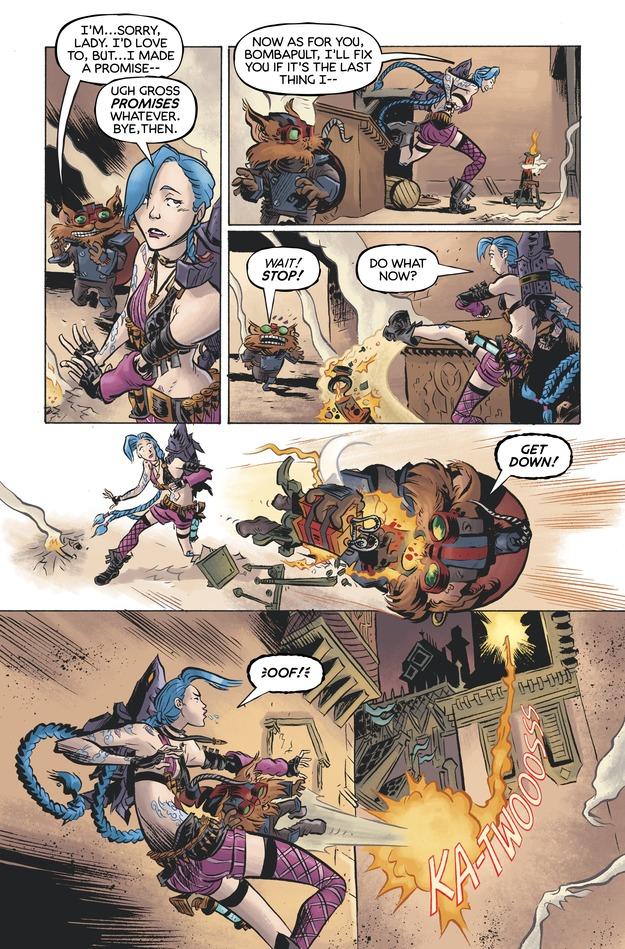 I'M...SORRY,
LADY. I'D LOVE
TO, BUT...I MADE
A PROMISE--
UGH GROSS
PROMISES
WHATEVER.
BYE,THEN.
NOW AS FOR YOU,
BOMBAPULT, I'LL FIX
YOU IF IT'S THE LAST
THING I--
WAIT!
STOP!
DO WHAT
NOW?
GET
DOWN!
OOF!
KA-TWOOOSSS